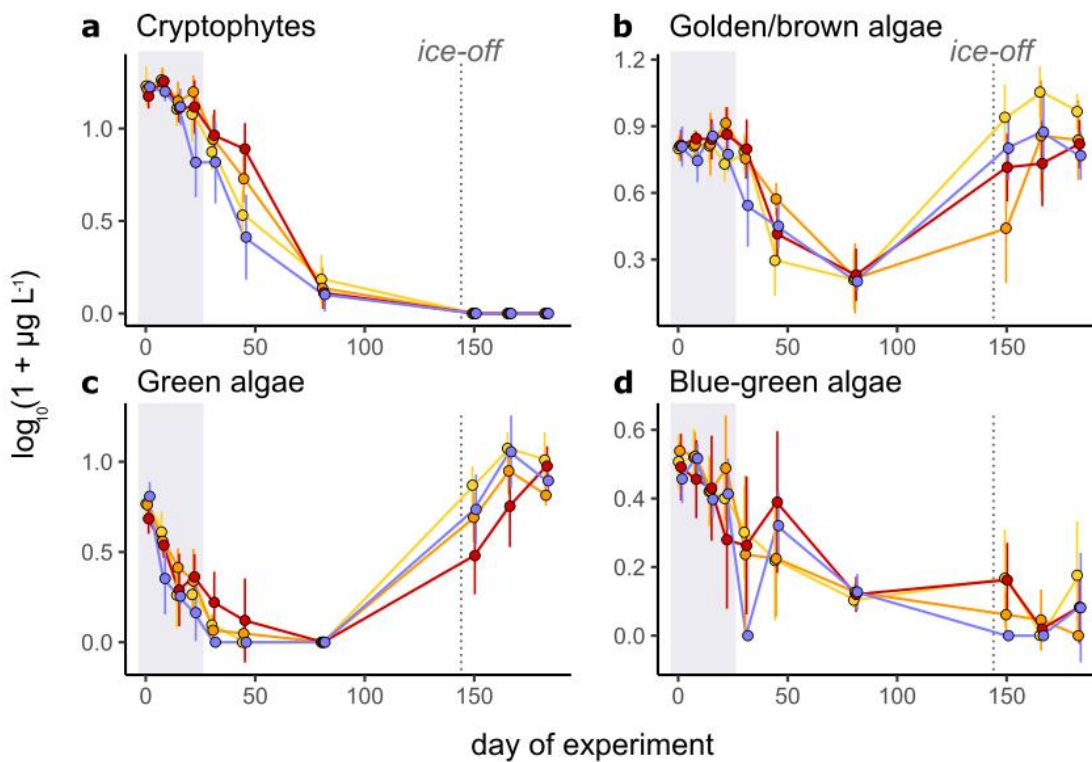 a Cryptophytes
ice-off
1.0
0.5
0.0
0 50 100 150
b Golden/brown algae
ice-off
1.2
0.9
0.6
0.3
0 50 100 150
c Green algae
1.0
0.5
0.0
0 50 100 150
d Blue-green algae
0.6
0.4
0.2
0.0
0 50 100 150
log₁₀(1 + µg L⁻¹)
day of experiment